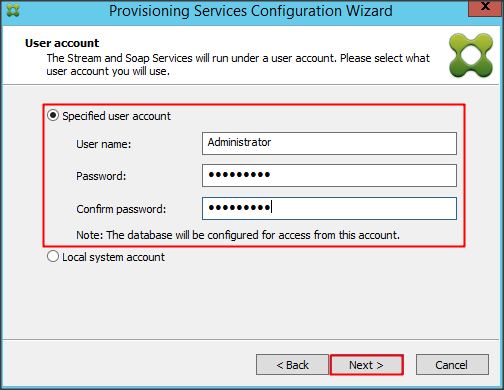 Provisioning Services Configuration Wizard
X
User account
The Stream and Soap Services will run under a user account. Please select what
user account you will use.
Specified user account
User name:
Administrator
Password:
•••••••••
Confirm password:
•••••••••
Note: The database will be configured for access from this account.
Local system account
< Back
Next >
Cancel